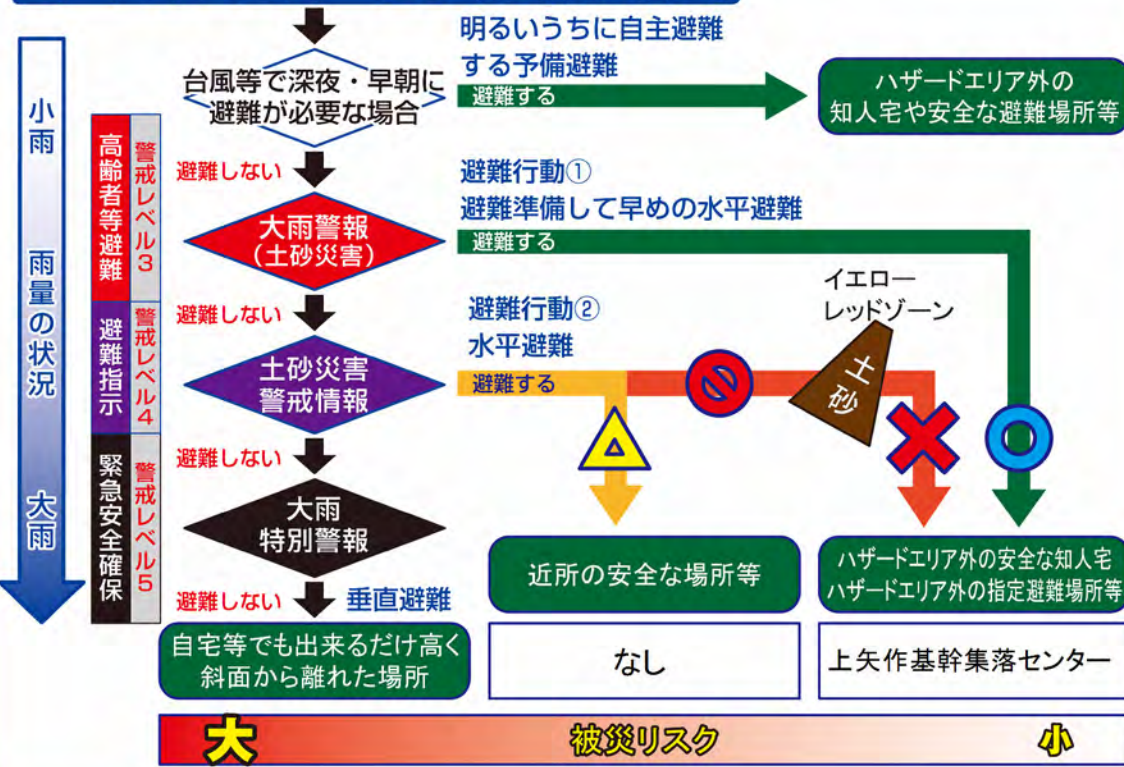 明るいうちに自主避難
する予備避難
台風等で深夜・早朝に
避難が必要な場合
避難する
ハザードエリア外の
知人宅や安全な避難場所等
小雨
雨量の状況
大雨
高齢者等避難
警戒レベル3
避難しない
避難行動①
避難準備して早めの水平避難
大雨警報
(土砂災害)
避難する
イエロー
レッドゾーン
避難指示
警戒レベル4
避難しない
避難行動②
水平避難
土砂災害
警戒情報
避難する
土砂
緊急安全確保
警戒レベル5
避難しない
大雨
特別警報
近所の安全な場所等
ハザードエリア外の安全な知人宅
ハザードエリア外の指定避難場所等
避難しない
垂直避難
自宅等でも出来るだけ高く
斜面から離れた場所
なし
上矢作基幹集落センター
大
被災リスク
小